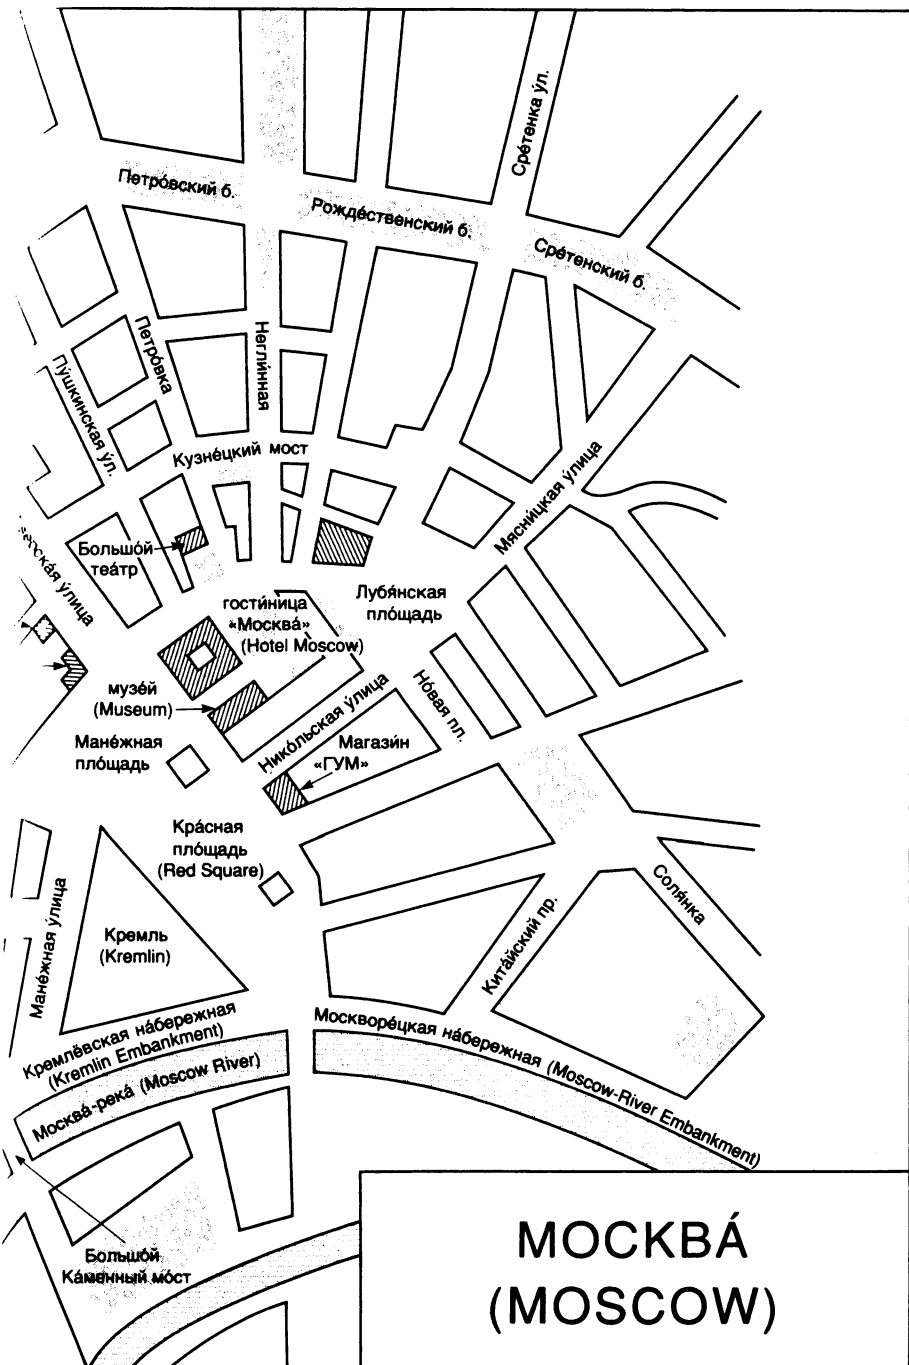 Сре́тенка у́л.
Петро́вский б.
Рожде́ственский б.
Сре́тенский б.
Петро́вка
Негли́нная
Пу́шкинская у́л.
Кузне́цкий мост
Мясни́цкая у́лица
Большо́й
теа́тр
у́лица
гости́ница
«Москва́»
(Hotel Moscow)
Лубя́нская
пло́щадь
музе́й
(Museum)
Но́вая пл.
Нико́льская у́лица
Мане́жная
пло́щадь
Магази́н
«ГУМ»
Кра́сная
пло́щадь
(Red Square)
Соля́нка
Мане́жная у́лица
Кремль
(Kremlin)
Кита́йский пр.
Кремлёвская на́бережная
(Kremlin Embankment)
Москворе́цкая на́бережная (Moscow-River Embankment)
Москва́-река́ (Moscow River)
Большо́й
Ка́менный мо́ст
МОСКВА́
(MOSCOW)